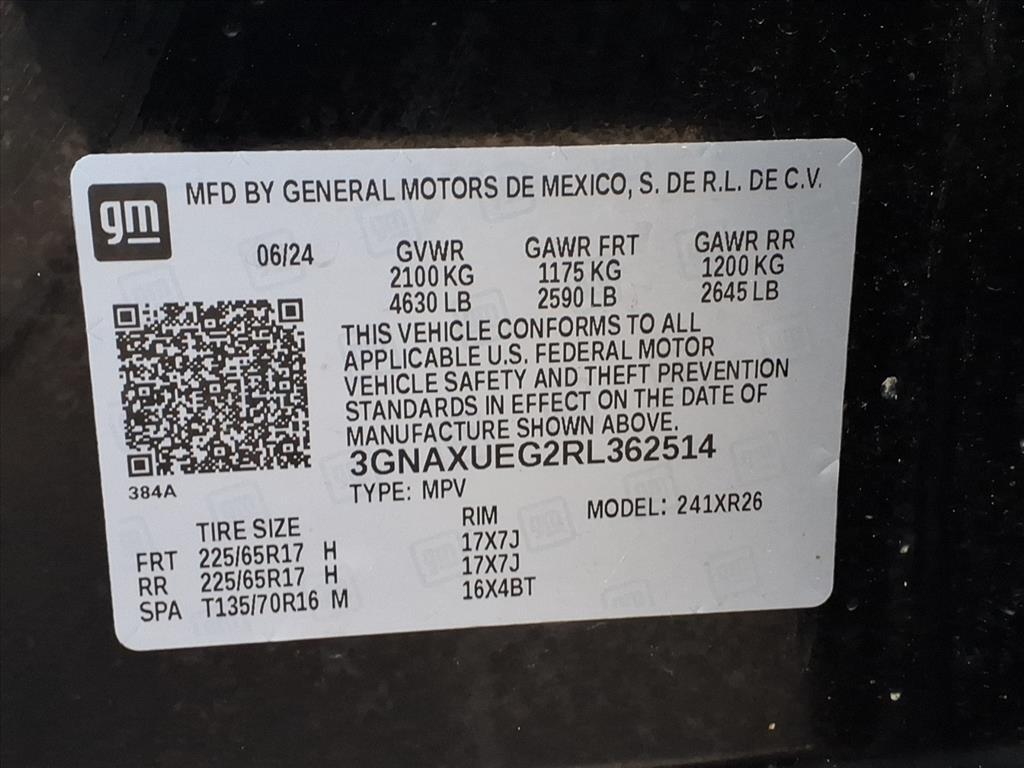 gm
MFD BY GENERAL MOTORS DE MEXICO, S. DE R.L. DE C.V.
06/24 GVWR GAWR FRT GAWR RR
2100 KG 1175 KG 1200 KG
4630 LB 2590 LB 2645 LB
THIS VEHICLE CONFORMS TO ALL
APPLICABLE U.S. FEDERAL MOTOR
VEHICLE SAFETY AND THEFT PREVENTION
STANDARDS IN EFFECT ON THE DATE OF
MANUFACTURE SHOWN ABOVE.
3GNAXUEG2RL362514
384A
TYPE: MPV
TIRE SIZE RIM MODEL: 241XR26
FRT 225/65R17 H 17X7J
RR 225/65R17 H 17X7J
SPA T135/70R16 M 16X4BT